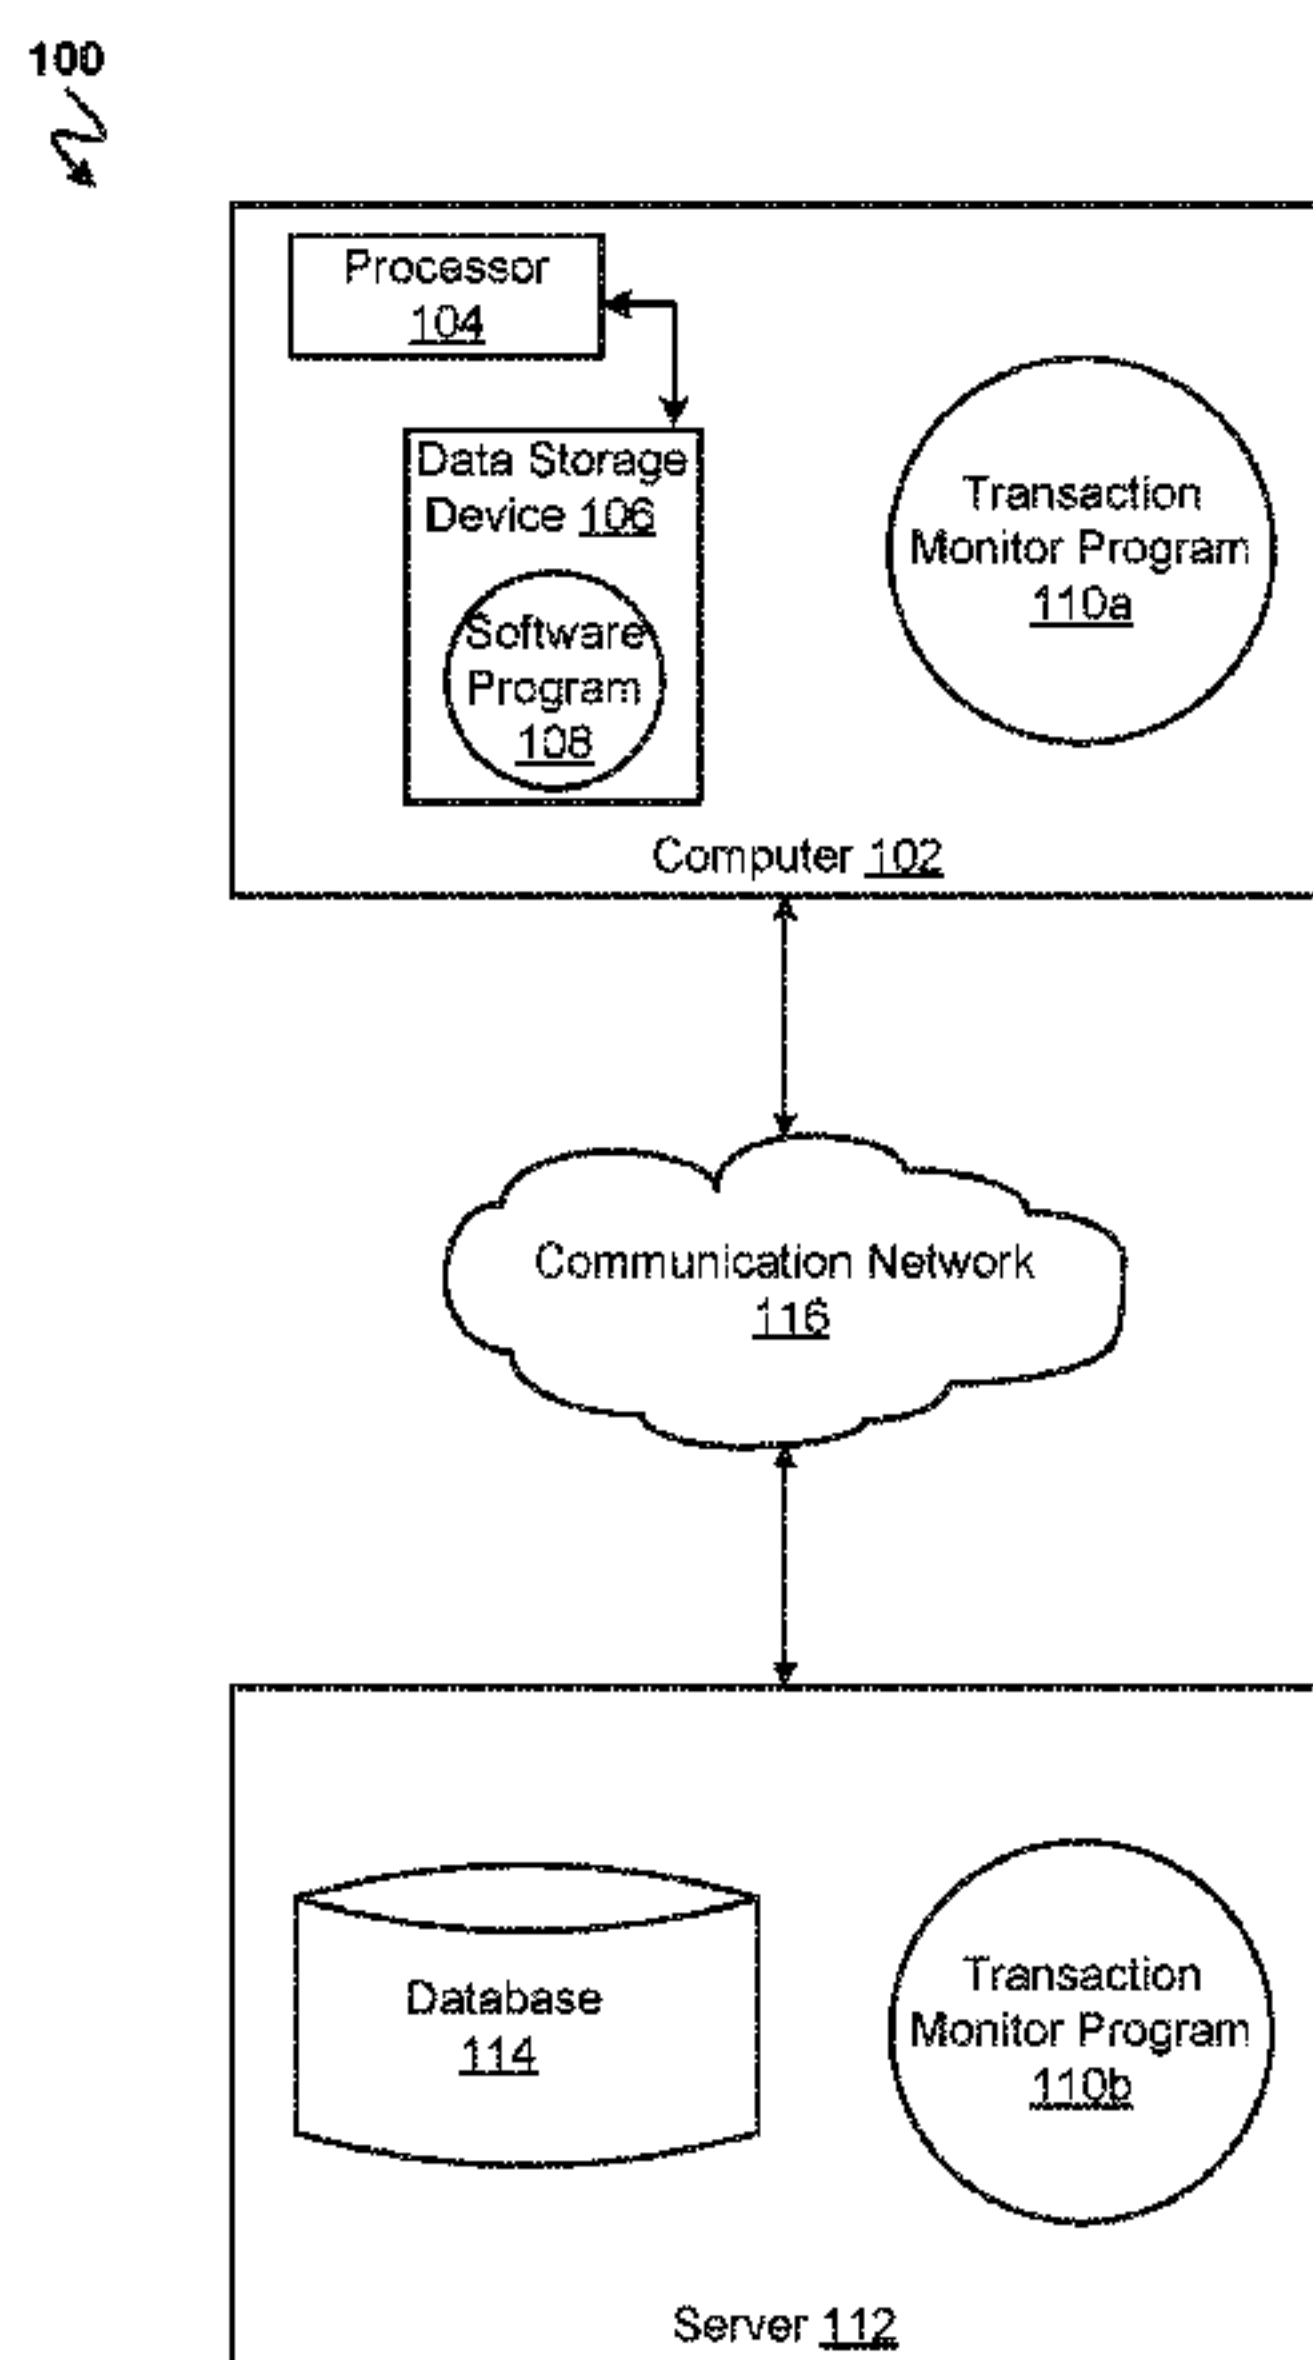 100
Processor
104
Data Storage
Device 106
Software
Program
108
Transaction
Monitor Program
110a
Computer 102
Communication Network
116
Database
114
Transaction
Monitor Program
110b
Server 112